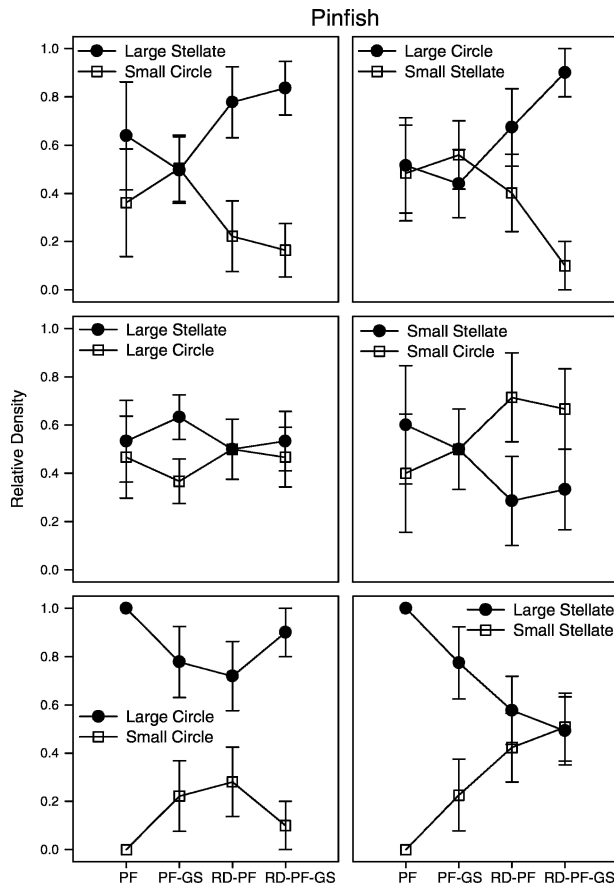 Pinfish
Large Stellate
Small Circle
1.0
0.8
0.6
0.4
0.2
0.0
Large Circle
Small Stellate
Large Stellate
Large Circle
1.0
0.8
0.6
0.4
0.2
0.0
Small Stellate
Small Circle
Relative Density
Large Circle
Small Circle
1.0
0.8
0.6
0.4
0.2
0.0
PF
PF-GS
RD-PF
RD-PF-GS
Large Stellate
Small Stellate
PF
PF-GS
RD-PF
RD-PF-GS